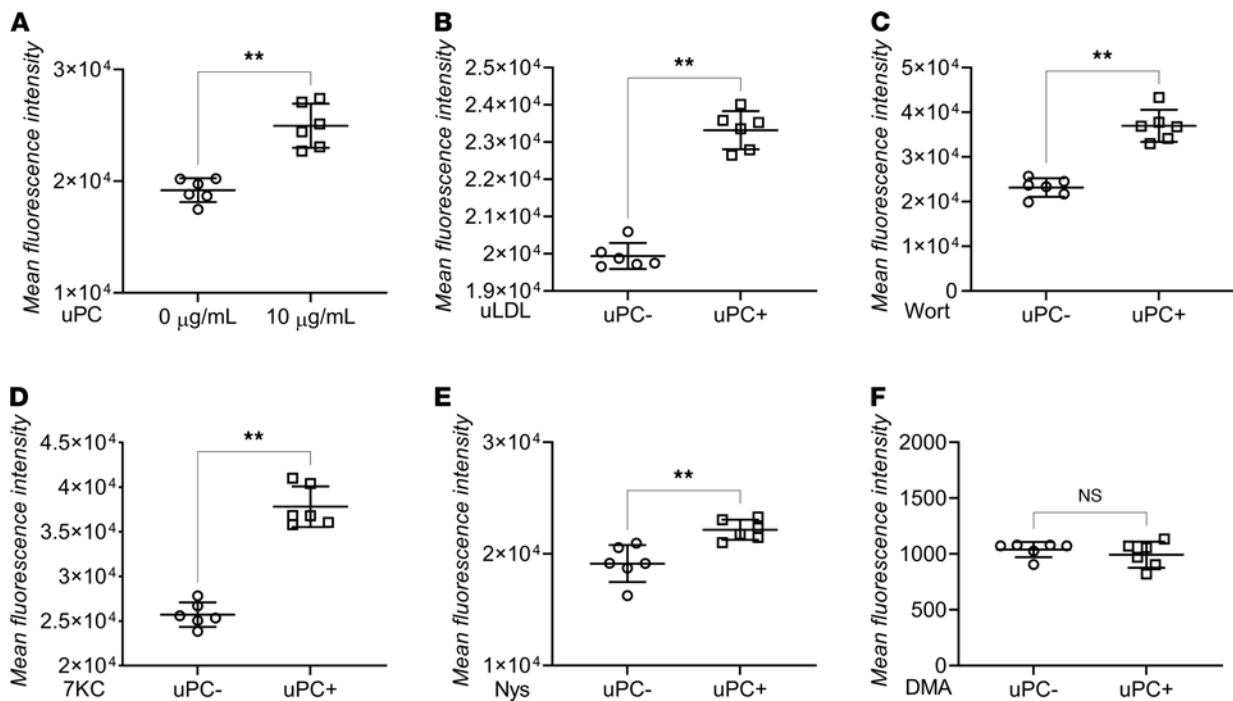 A
Mean fluorescence intensity
3×10⁴
2×10⁴
1×10⁴
**
uPC
0 μg/mL
10 μg/mL
B
Mean fluorescence intensity
2.5×10⁴
2.4×10⁴
2.3×10⁴
2.2×10⁴
2.1×10⁴
2×10⁴
1.9×10⁴
**
uLDL
uPC-
uPC+
C
Mean fluorescence intensity
5×10⁴
4×10⁴
3×10⁴
2×10⁴
1×10⁴
0
**
Wort
uPC-
uPC+
D
Mean fluorescence intensity
4.5×10⁴
4×10⁴
3.5×10⁴
3×10⁴
2.5×10⁴
2×10⁴
**
7KC
uPC-
uPC+
E
Mean fluorescence intensity
3×10⁴
2×10⁴
1×10⁴
**
Nys
uPC-
uPC+
F
Mean fluorescence intensity
2000
1500
1000
500
0
NS
DMA
uPC-
uPC+